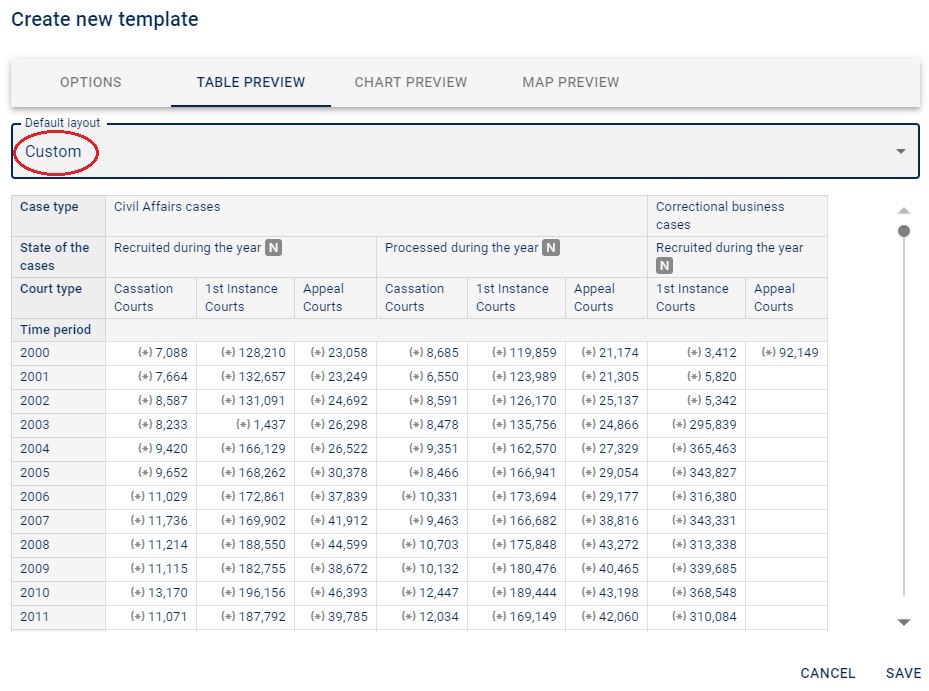 Create new template
OPTIONS TABLE PREVIEW CHART PREVIEW MAP PREVIEW
Default layout
Custom
Case type Civil Affairs cases Correctional business
cases
State of the Recruited during the year N Processed during the year N Recruited during the year
cases N
Court type Cassation 1st Instance Appeal Cassation 1st Instance Appeal 1st Instance Appeal
Courts Courts Courts Courts Courts Courts Courts Courts
Time period
2000 (*) 7,088 (*) 128,210 (*) 23,058 (*) 8,685 (*) 119,859 (*) 21,174 (*) 3,412 (*) 92,149
2001 (*) 7,664 (*) 132,657 (*) 23,249 (*) 6,550 (*) 123,989 (*) 21,305 (*) 5,820
2002 (*) 8,587 (*) 131,091 (*) 24,692 (*) 8,591 (*) 126,170 (*) 25,137 (*) 5,342
2003 (*) 8,233 (*) 1,437 (*) 26,298 (*) 8,478 (*) 135,756 (*) 24,866 (*) 295,839
2004 (*) 9,420 (*) 166,129 (*) 26,522 (*) 9,351 (*) 162,570 (*) 27,329 (*) 365,463
2005 (*) 9,652 (*) 168,262 (*) 30,378 (*) 8,466 (*) 166,941 (*) 29,054 (*) 343,827
2006 (*) 11,029 (*) 172,861 (*) 37,839 (*) 10,331 (*) 173,694 (*) 29,177 (*) 316,380
2007 (*) 11,736 (*) 169,902 (*) 41,912 (*) 9,463 (*) 166,682 (*) 38,816 (*) 343,331
2008 (*) 11,214 (*) 188,550 (*) 44,599 (*) 10,703 (*) 175,848 (*) 43,272 (*) 313,338
2009 (*) 11,115 (*) 182,755 (*) 38,672 (*) 10,132 (*) 180,476 (*) 40,465 (*) 339,685
2010 (*) 13,170 (*) 196,156 (*) 46,393 (*) 12,447 (*) 189,444 (*) 43,198 (*) 368,548
2011 (*) 11,071 (*) 187,792 (*) 39,785 (*) 12,034 (*) 169,149 (*) 42,060 (*) 310,084
CANCEL SAVE